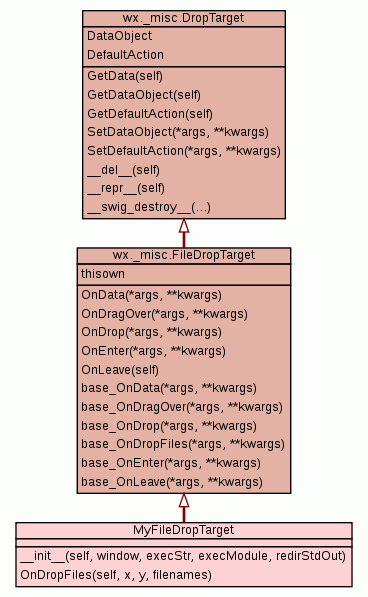 wx._misc.DropTarget
DataObject
DefaultAction
GetData(self)
GetDataObject(self)
GetDefaultAction(self)
SetDataObject(*args, **kwargs)
SetDefaultAction(*args, **kwargs)
__del__(self)
__repr__(self)
__swig_destroy__(...)
wx._misc.FileDropTarget
thisown
OnData(*args, **kwargs)
OnDragOver(*args, **kwargs)
OnDrop(*args, **kwargs)
OnEnter(*args, **kwargs)
OnLeave(self)
base_OnData(*args, **kwargs)
base_OnDragOver(*args, **kwargs)
base_OnDrop(*args, **kwargs)
base_OnDropFiles(*args, **kwargs)
base_OnEnter(*args, **kwargs)
base_OnLeave(*args, **kwargs)
MyFileDropTarget
__init__(self, window, execStr, execModule, redirStdOut)
OnDropFiles(self, x, y, filenames)